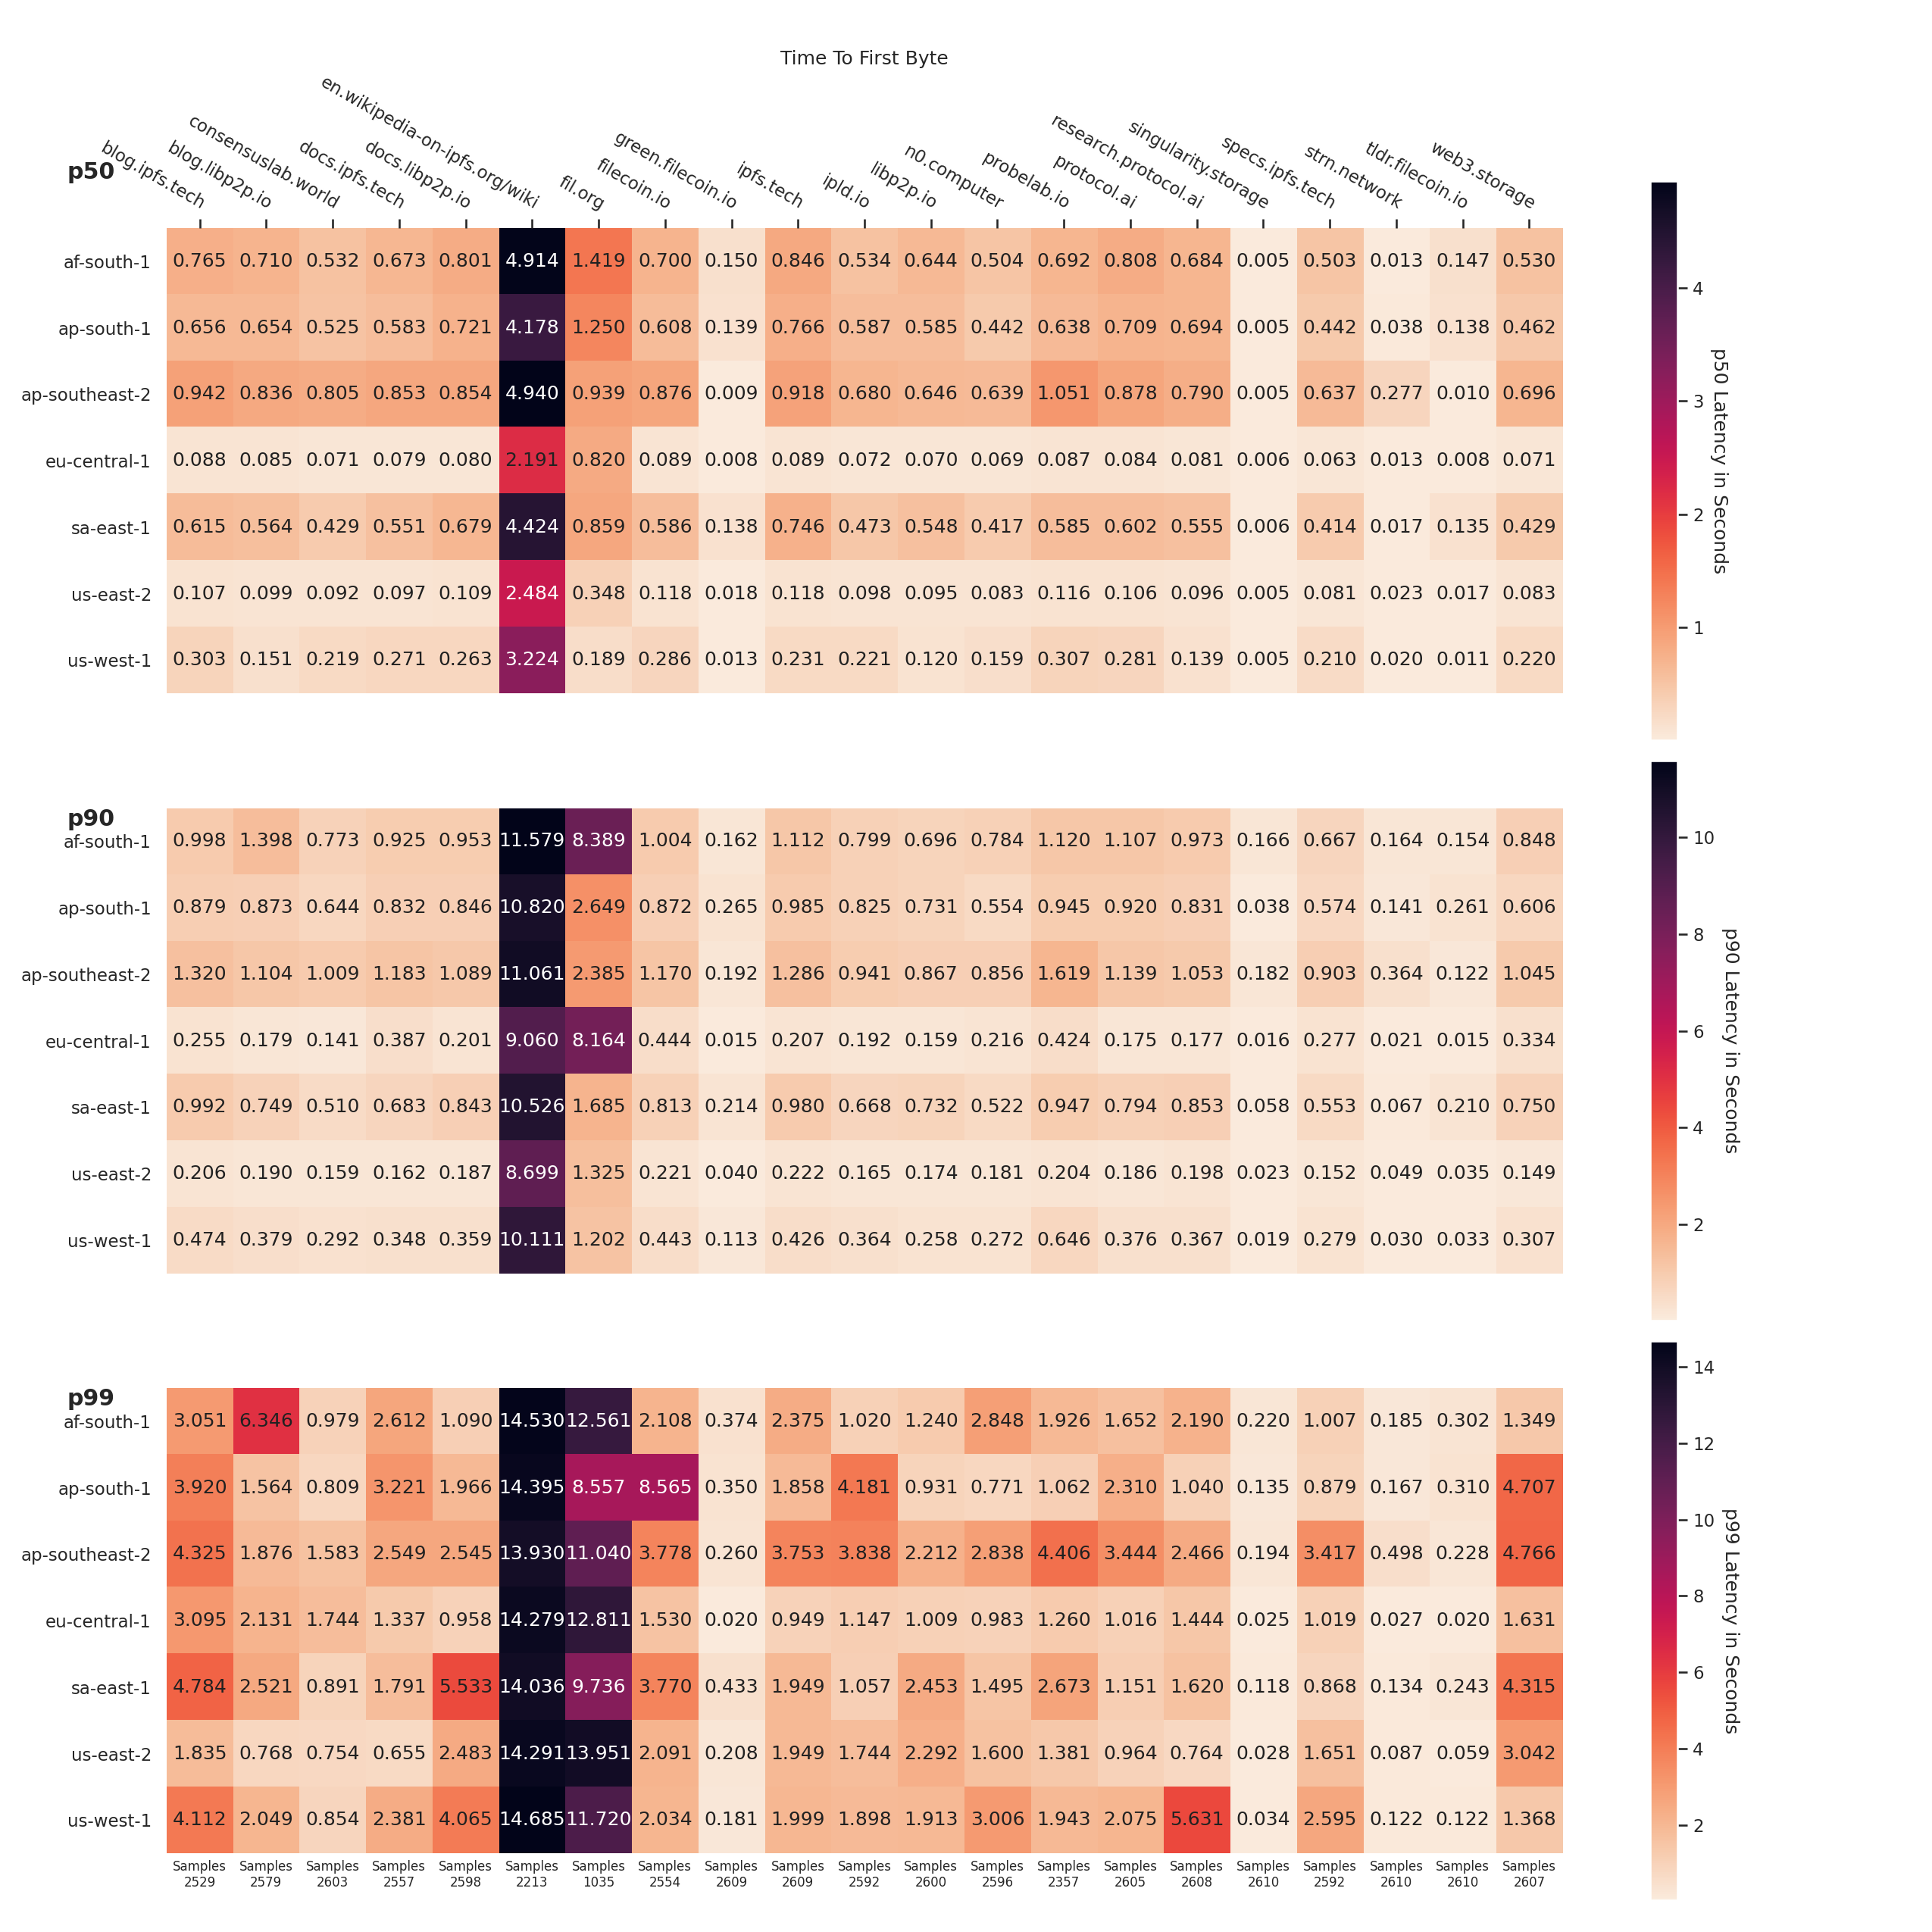 Time To First Byte
p50
blog.ipfs.tech
blog.libp2p.io
consensuslab.world
docs.ipfs.tech
docs.libp2p.io
en.wikipedia-on-ipfs.org/wiki
fil.org
filecoin.io
green.filecoin.io
ipfs.tech
ipld.io
libp2p.io
n0.computer
probelab.io
protocol.ai
research.protocol.ai
singularity.storage
specs.ipfs.tech
strn.network
tldr.filecoin.io
web3.storage
af-south-1 0.765 0.710 0.532 0.673 0.801 4.914 1.419 0.700 0.150 0.846 0.534 0.644 0.504 0.692 0.808 0.684 0.005 0.503 0.013 0.147 0.530
ap-south-1 0.656 0.654 0.525 0.583 0.721 4.178 1.250 0.608 0.139 0.766 0.587 0.585 0.442 0.638 0.709 0.694 0.005 0.442 0.038 0.138 0.462
ap-southeast-2 0.942 0.836 0.805 0.853 0.854 4.940 0.939 0.876 0.009 0.918 0.680 0.646 0.639 1.051 0.878 0.790 0.005 0.637 0.277 0.010 0.696
eu-central-1 0.088 0.085 0.071 0.079 0.080 2.191 0.820 0.089 0.008 0.089 0.072 0.070 0.069 0.087 0.084 0.081 0.006 0.063 0.013 0.008 0.071
sa-east-1 0.615 0.564 0.429 0.551 0.679 4.424 0.859 0.586 0.138 0.746 0.473 0.548 0.417 0.585 0.602 0.555 0.006 0.414 0.017 0.135 0.429
us-east-2 0.107 0.099 0.092 0.097 0.109 2.484 0.348 0.118 0.018 0.118 0.098 0.095 0.083 0.116 0.106 0.096 0.005 0.081 0.023 0.017 0.083
us-west-1 0.303 0.151 0.219 0.271 0.263 3.224 0.189 0.286 0.013 0.231 0.221 0.120 0.159 0.307 0.281 0.139 0.005 0.210 0.020 0.011 0.220
4
3
2
1
p50 Latency in Seconds
p90
af-south-1 0.998 1.398 0.773 0.925 0.953 11.579 8.389 1.004 0.162 1.112 0.799 0.696 0.784 1.120 1.107 0.973 0.166 0.667 0.164 0.154 0.848
ap-south-1 0.879 0.873 0.644 0.832 0.846 10.820 2.649 0.872 0.265 0.985 0.825 0.731 0.554 0.945 0.920 0.831 0.038 0.574 0.141 0.261 0.606
ap-southeast-2 1.320 1.104 1.009 1.183 1.089 11.061 2.385 1.170 0.192 1.286 0.941 0.867 0.856 1.619 1.139 1.053 0.182 0.903 0.364 0.122 1.045
eu-central-1 0.255 0.179 0.141 0.387 0.201 9.060 8.164 0.444 0.015 0.207 0.192 0.159 0.216 0.424 0.175 0.177 0.016 0.277 0.021 0.015 0.334
sa-east-1 0.992 0.749 0.510 0.683 0.843 10.526 1.685 0.813 0.214 0.980 0.668 0.732 0.522 0.947 0.794 0.853 0.058 0.553 0.067 0.210 0.750
us-east-2 0.206 0.190 0.159 0.162 0.187 8.699 1.325 0.221 0.040 0.222 0.165 0.174 0.181 0.204 0.186 0.198 0.023 0.152 0.049 0.035 0.149
us-west-1 0.474 0.379 0.292 0.348 0.359 10.111 1.202 0.443 0.113 0.426 0.364 0.258 0.272 0.646 0.376 0.367 0.019 0.279 0.030 0.033 0.307
10
8
6
4
2
p90 Latency in Seconds
p99
af-south-1 3.051 6.346 0.979 2.612 1.090 14.530 12.561 2.108 0.374 2.375 1.020 1.240 2.848 1.926 1.652 2.190 0.220 1.007 0.185 0.302 1.349
ap-south-1 3.920 1.564 0.809 3.221 1.966 14.395 8.557 8.565 0.350 1.858 4.181 0.931 0.771 1.062 2.310 1.040 0.135 0.879 0.167 0.310 4.707
ap-southeast-2 4.325 1.876 1.583 2.549 2.545 13.930 11.040 3.778 0.260 3.753 3.838 2.212 2.838 4.406 3.444 2.466 0.194 3.417 0.498 0.228 4.766
eu-central-1 3.095 2.131 1.744 1.337 0.958 14.279 12.811 1.530 0.020 0.949 1.147 1.009 0.983 1.260 1.016 1.444 0.025 1.019 0.027 0.020 1.631
sa-east-1 4.784 2.521 0.891 1.791 5.533 14.036 9.736 3.770 0.433 1.949 1.057 2.453 1.495 2.673 1.151 1.620 0.118 0.868 0.134 0.243 4.315
us-east-2 1.835 0.768 0.754 0.655 2.483 14.291 13.951 2.091 0.208 1.949 1.744 2.292 1.600 1.381 0.964 0.764 0.028 1.651 0.087 0.059 3.042
us-west-1 4.112 2.049 0.854 2.381 4.065 14.685 11.720 2.034 0.181 1.999 1.898 1.913 3.006 1.943 2.075 5.631 0.034 2.595 0.122 0.122 1.368
Samples Samples Samples Samples Samples Samples Samples Samples Samples Samples Samples Samples Samples Samples Samples Samples Samples Samples Samples Samples Samples
2529 2579 2603 2557 2598 2213 1035 2554 2609 2609 2592 2600 2596 2357 2605 2608 2610 2592 2610 2610 2607
14
12
10
8
6
4
2
p99 Latency in Seconds